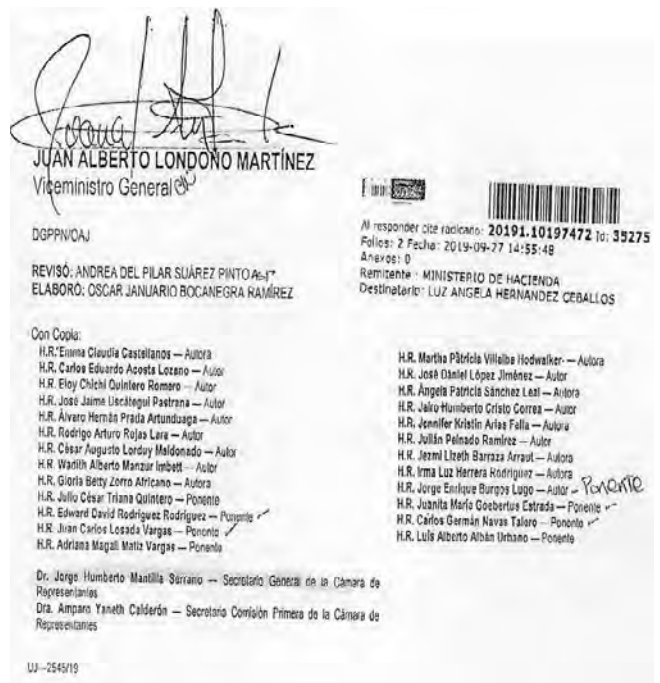 JUAN ALBERTO LONDOÑO MARTÍNEZ
Viceministro General
DGPPN/OAJ
REVISÓ: ANDREA DEL PILAR SUÁREZ PINTO
ELABORÓ: OSCAR JANUARIO BOCANEGRA RAMÍREZ
Al responder cite radicado: 20191.10197472 Id: 35275
Folios: 2 Fecha: 2019-09-27 14:55:48
Anexos: 0
Remitente : MINISTERIO DE HACIENDA
Destinatario: LUZ ANGELA HERNANDEZ CEBALLOS
Con Copia:
H.R. Emma Claudia Castellanos — Autora
H.R. Carlos Eduardo Acosta Lozano — Autor
H.R. Eloy Chichi Quintero Romero — Autor
H.R. José Jaime Uscátegui Pastrana — Autor
H.R. Álvaro Hernán Prada Artunduaga — Autor
H.R. Rodrigo Arturo Rojas Lara — Autor
H.R. César Augusto Lorduy Maldonado — Autor
H.R. Wadith Alberto Manzur Imbett — Autor
H.R. Gloria Betty Zorro Africano — Autora
H.R. Julio César Triana Quintero — Ponente
H.R. Edward David Rodríguez Rodríguez — Ponente
H.R. Juan Carlos Losada Vargas — Ponente
H.R. Adriana Magali Matiz Vargas — Ponente
H.R. Martha Patricia Villalba Hodwalker — Autora
H.R. José Daniel López Jiménez — Autor
H.R. Ángela Patricia Sánchez Leal — Autora
H.R. Jairo Humberto Cristo Correa — Autor
H.R. Jennifer Kristin Arias Falla — Autora
H.R. Julián Peinado Ramírez — Autor
H.R. Jezmi Lizeth Barraza Arraut — Autora
H.R. Irma Luz Herrera Rodríguez — Autora
H.R. Jorge Enrique Burgos Lugo — Autor - Ponente
H.R. Juanita María Goebertus Estrada — Ponente
H.R. Carlos Germán Navas Talero — Ponente
H.R. Luis Alberto Albán Urbano — Ponente
Dr. Jorge Humberto Mantilla Serrano — Secretario General de la Cámara de
Representantes
Dra. Amparo Yaneth Calderón — Secretario Comisión Primera de la Cámara de
Representantes
UJ—2545/19